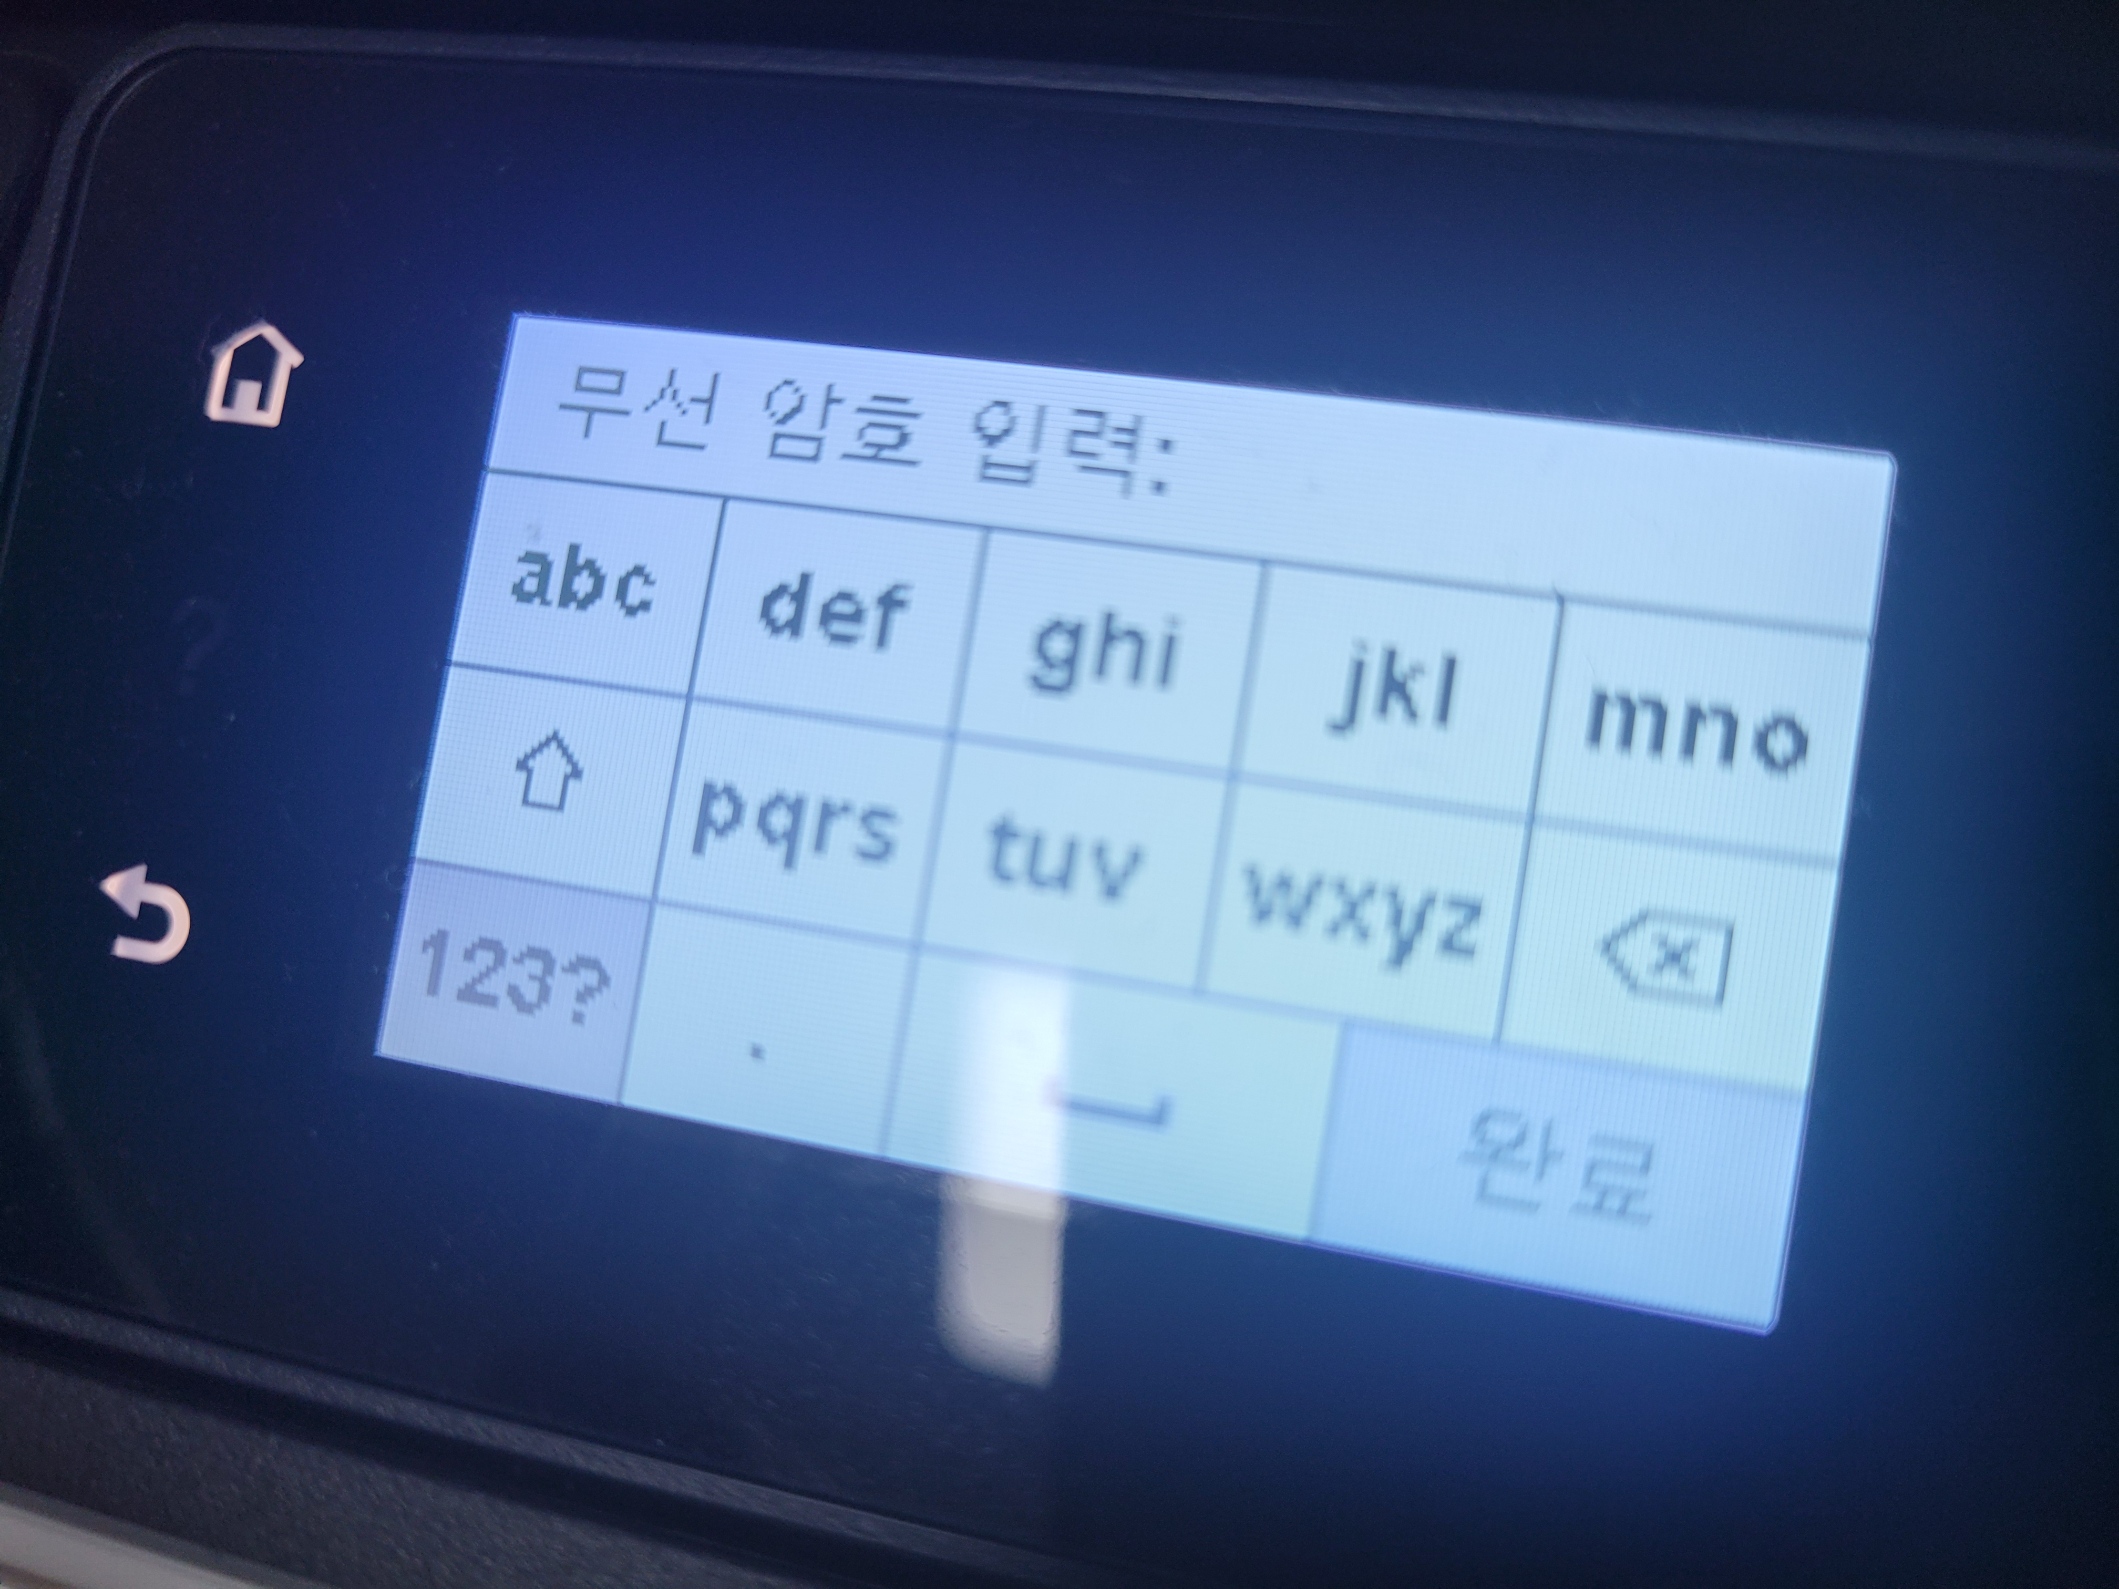 무선 암호 입력:
abc def ghi jkl mno
pqrs tuv wxyz
123? . 완료